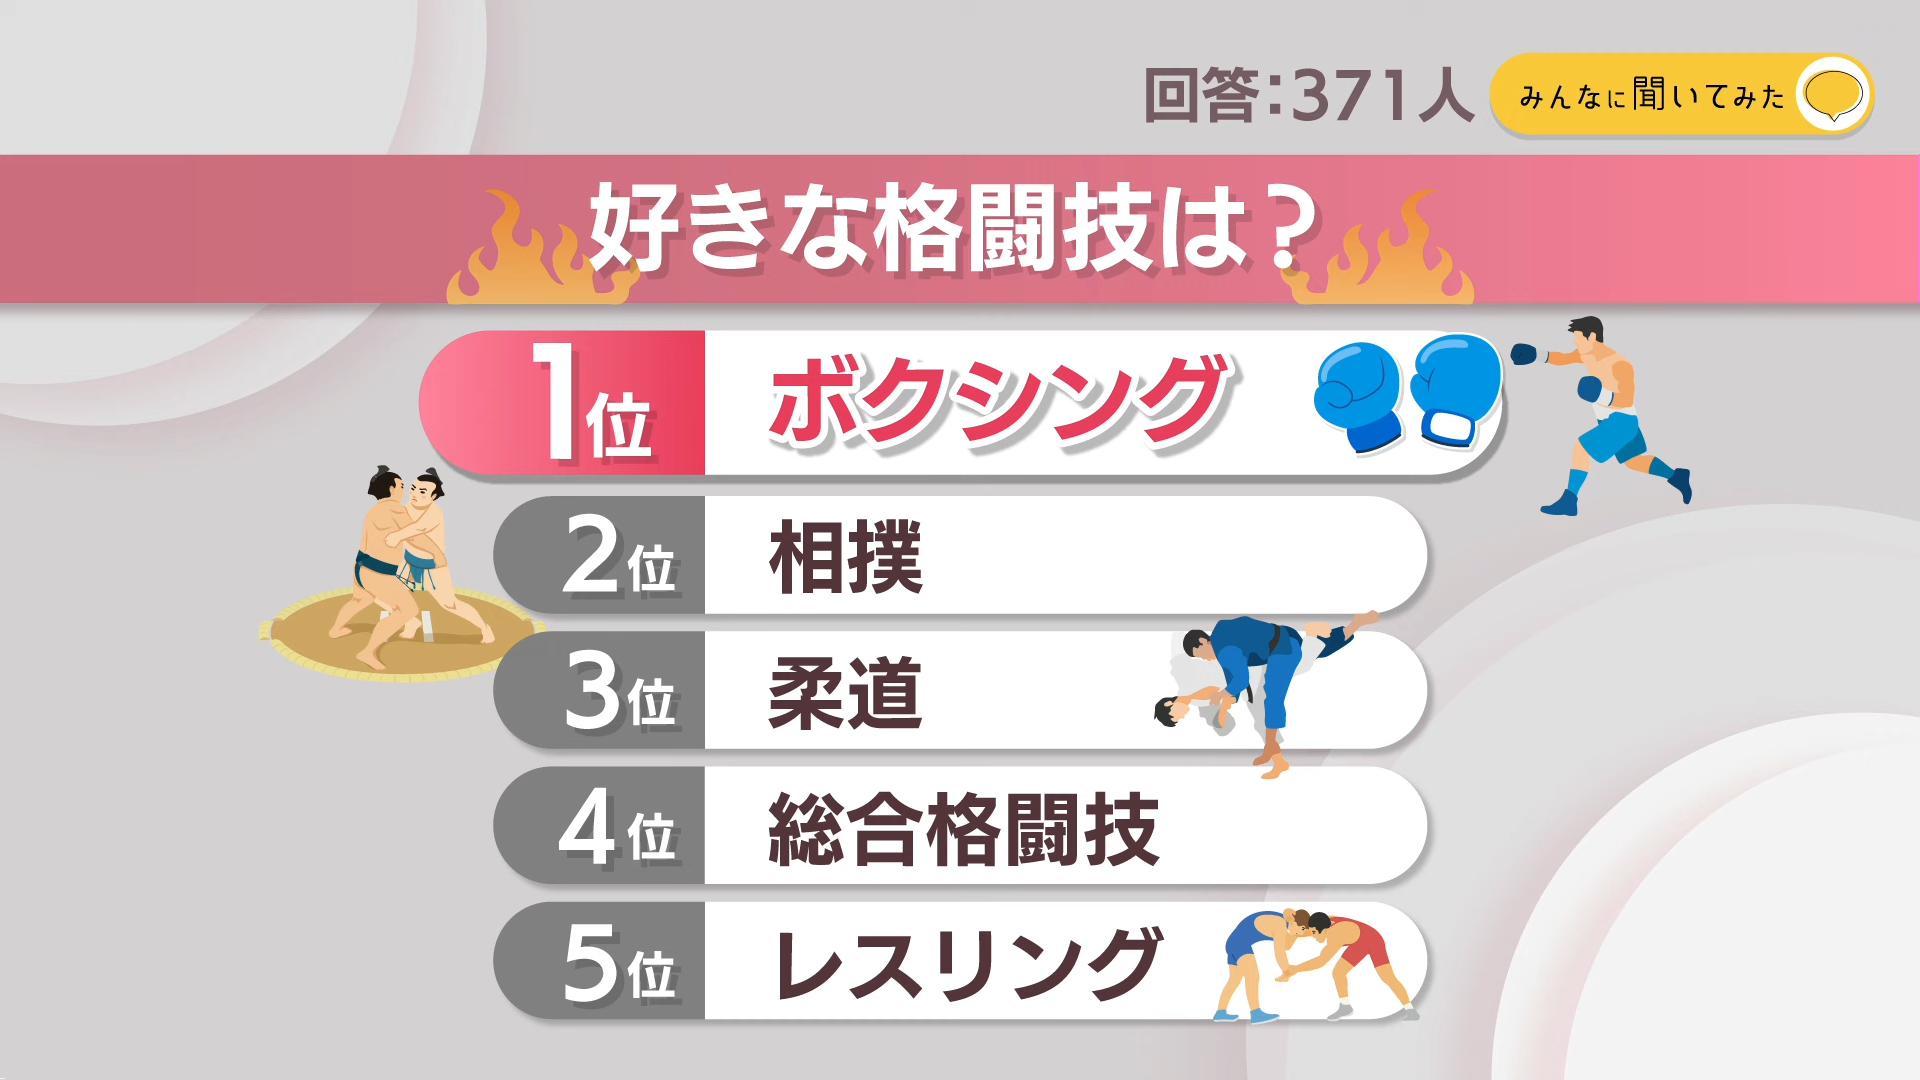 回答：371人
みんなに聞いてみた
好きな格闘技は？
1位 ボクシング
2位 相撲
3位 柔道
4位 総合格闘技
5位 レスリング